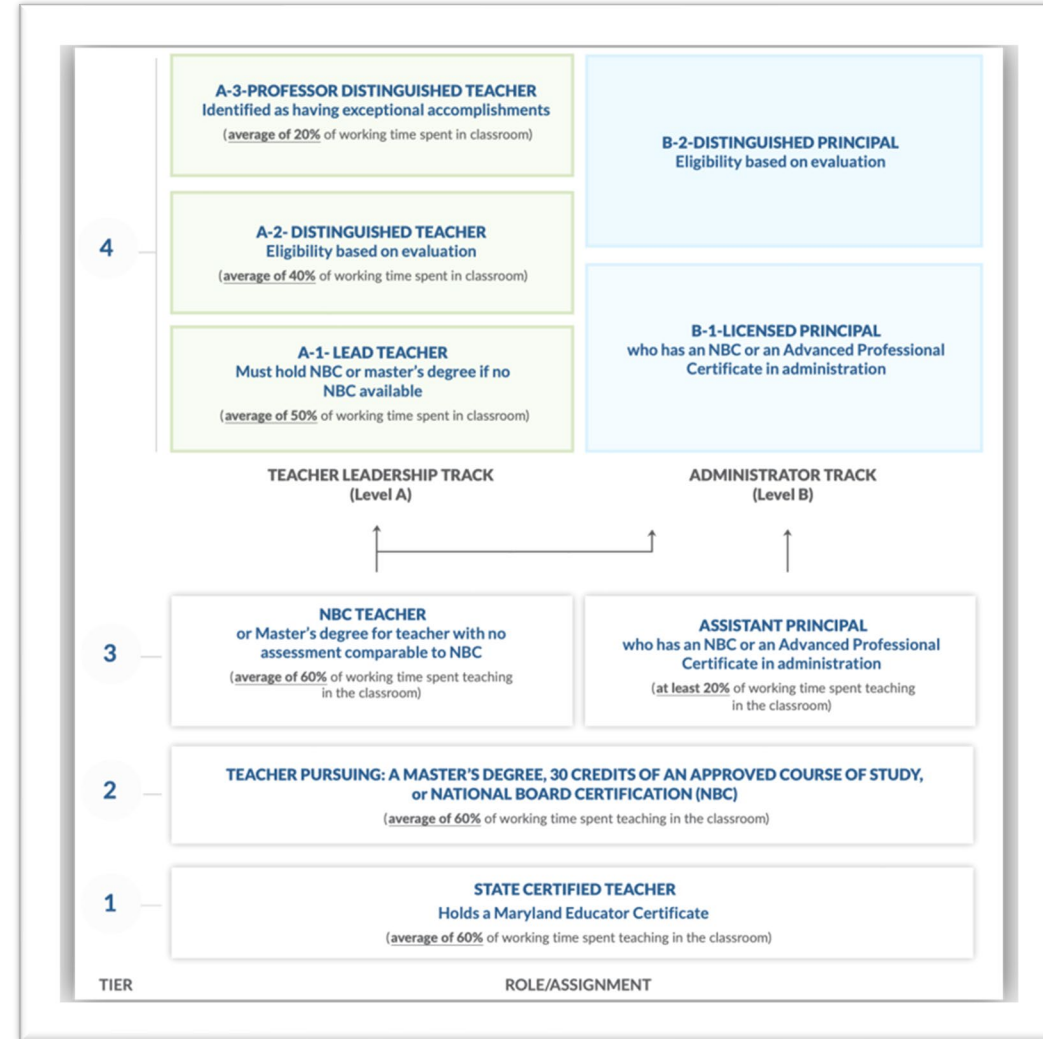 A-3-PROFESSOR DISTINGUISHED TEACHER
Identified as having exceptional accomplishments
(average of 20% of working time spent in classroom)
B-2-DISTINGUISHED PRINCIPAL
Eligibility based on evaluation
4
A-2- DISTINGUISHED TEACHER
Eligibility based on evaluation
(average of 40% of working time spent in classroom)
A-1- LEAD TEACHER
Must hold NBC or master's degree if no
NBC available
(average of 50% of working time spent in classroom)
B-1-LICENSED PRINCIPAL
who has an NBC or an Advanced Professional
Certificate in administration
TEACHER LEADERSHIP TRACK
(Level A)
ADMINISTRATOR TRACK
(Level B)
3
NBC TEACHER
or Master's degree for teacher with no
assessment comparable to NBC
(average of 60% of working time spent teaching
in the classroom)
ASSISTANT PRINCIPAL
who has an NBC or an Advanced Professional
Certificate in administration
(at least 20% of working time spent teaching
in the classroom)
2
TEACHER PURSUING: A MASTER'S DEGREE, 30 CREDITS OF AN APPROVED COURSE OF STUDY,
or NATIONAL BOARD CERTIFICATION (NBC)
(average of 60% of working time spent teaching in the classroom)
1
STATE CERTIFIED TEACHER
Holds a Maryland Educator Certificate
(average of 60% of working time spent teaching in the classroom)
TIER
ROLE/ASSIGNMENT